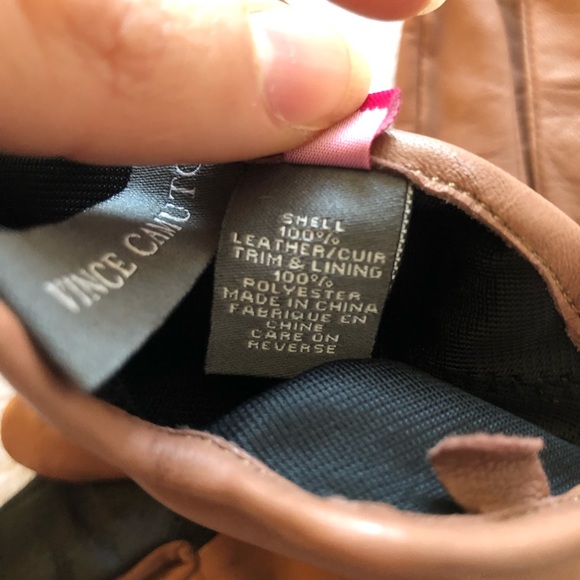 VINCE CAMUTO
SHELL
100%
LEATHER/CUIR
TRIM & LINING
100%
POLYESTER
MADE IN CHINA
FABRIQUE EN
CHINE
CARE ON
REVERSE